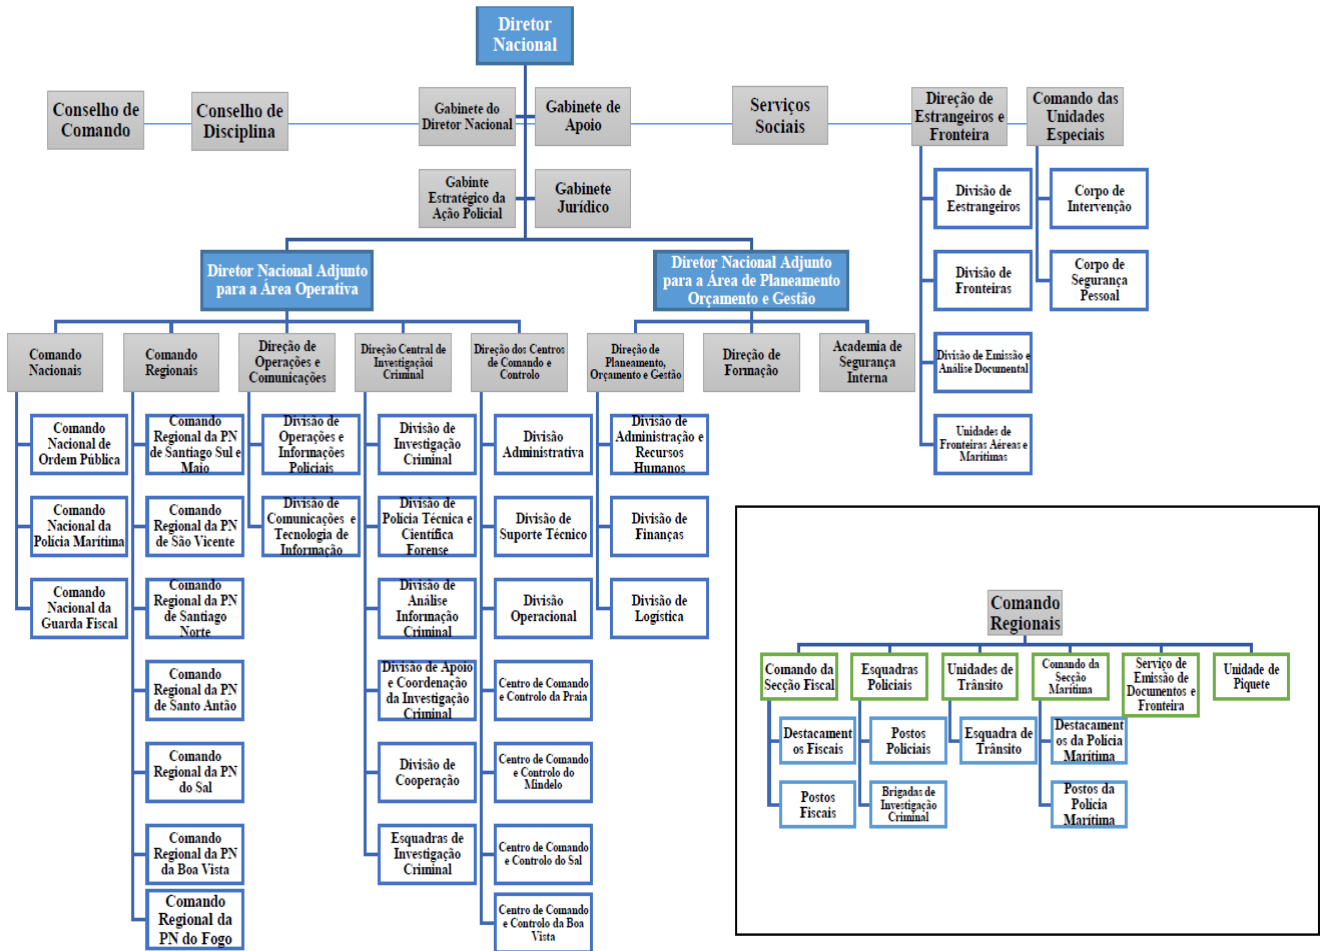 Diretor
Nacional
Conselho de
Comando
Conselho de
Disciplina
Gabinete do
Diretor Nacional
Gabinete de
Apoio
Serviços
Sociais
Direção de
Estrangeiros e
Fronteira
Comando das
Unidades
Especiais
Gabinte
Estratégico da
Ação Policial
Gabinete
Jurídico
Divisão de
Eestrangeiros
Corpo de
Intervenção
Divisão de
Fronteiras
Corpo de
Segurança
Pessoal
Divisão de Emissão e
Análise Documental
Unidades de
Fronteiras Aéreas e
Marítimas
Diretor Nacional Adjunto
para a Área Operativa
Diretor Nacional Adjunto
para a Área de Planeamento
Orçamento e Gestão
Comando
Nacionais
Comando
Regionais
Direção de
Operações e
Comunicações
Direção Central de
Investigaçãoi
Criminal
Direção dos Centros
de Comando e
Controlo
Direção de
Planeamento,
Orçamento e Gestão
Direção de
Formação
Academia de
Segurança
Interna
Comando
Nacional de
Ordem Pública
Comando
Nacional da
Polícia Marítima
Comando
Nacional da
Guarda Fiscal
Comando
Regional da PN
de Santiago Sul e
Maio
Comando
Regional da PN
de São Vicente
Comando
Regional da PN
de Santiago
Norte
Comando
Regional da PN
de Santo Antão
Comando
Regional da PN
do Sal
Comando
Regional da PN
da Boa Vista
Comando
Regional da
PN do Fogo
Divisão de
Operações e
Informações
Policiais
Divisão de
Comunicações e
Tecnologia de
Informação
Divisão de
Investigação
Criminal
Divisão de
Polícia Técnica e
Científica
Forense
Divisão de
Análise
Informação
Criminal
Divisão de Apoio
e Coordenação
da Investigação
Criminal
Divisão de
Cooperação
Esquadras de
Investigação
Criminal
Divisão
Administrativa
Divisão de
Suporte Técnico
Divisão
Operacional
Centro de Comando
e Controlo da Praia
Centro de Comando
e Controlo do
Mindelo
Centro de Comando
e Controlo do Sal
Centro de Comando
e Controlo da Boa
Vista
Divisão de
Administração e
Recursos
Humanos
Divisão de
Finanças
Divisão de
Logística
Comando
Regionais
Comando da
Secção Fiscal
Esquadras
Policiais
Unidades de
Trânsito
Comando da
Secção
Marítima
Serviço de
Emissão de
Documentos e
Fronteira
Unidade de
Piquete
Destacament
os Fiscais
Postos
Policiais
Esquadra de
Trânsito
Destacament
os da Polícia
Marítima
Postos
Fiscais
Brigadas de
Investigação
Criminal
Postos da
Polícia
Marítima